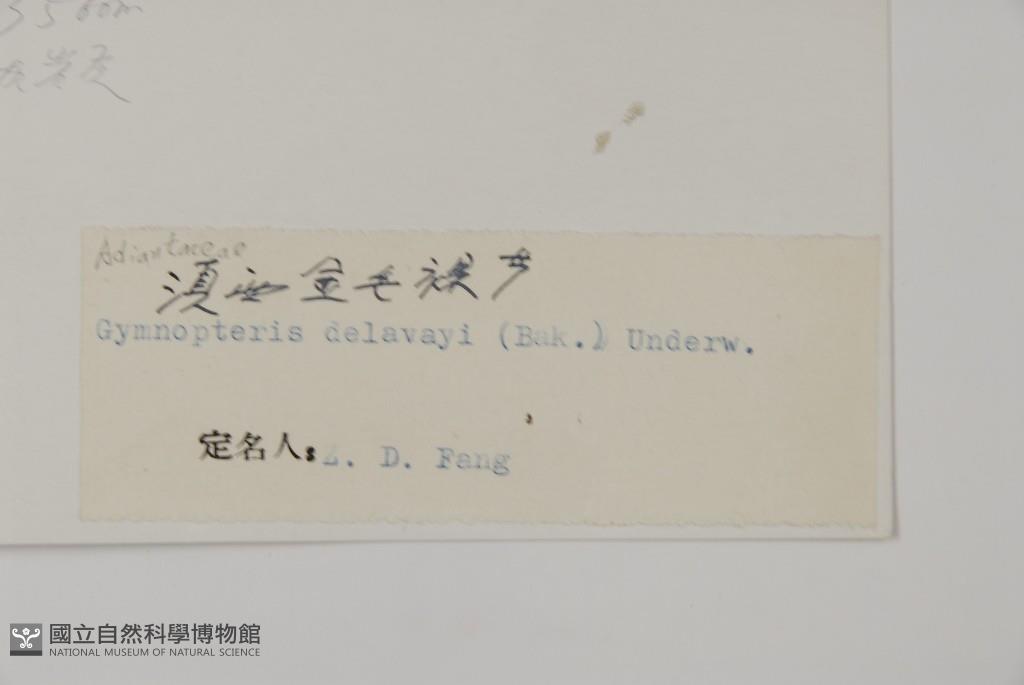 3500m
Adiantaceae
滇西金毛裸蕨
Gymnopteris delavayi (Bak.) Underw.
定名人: Z. D. Fang
國立自然科學博物館
NATIONAL MUSEUM OF NATURAL SCIENCE